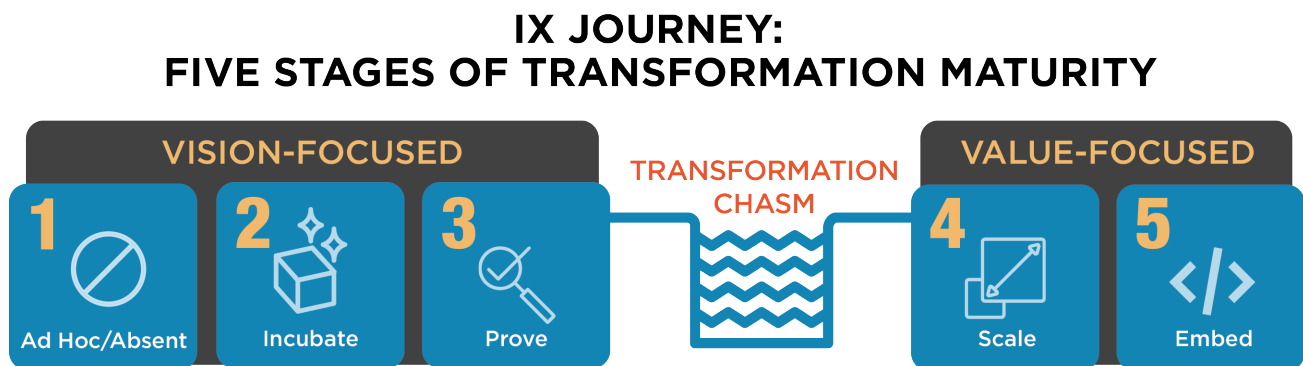 IX JOURNEY:
FIVE STAGES OF TRANSFORMATION MATURITY
VISION-FOCUSED
1
Ad Hoc/Absent
2
Incubate
3
Prove
TRANSFORMATION
CHASM
VALUE-FOCUSED
4
Scale
5
Embed